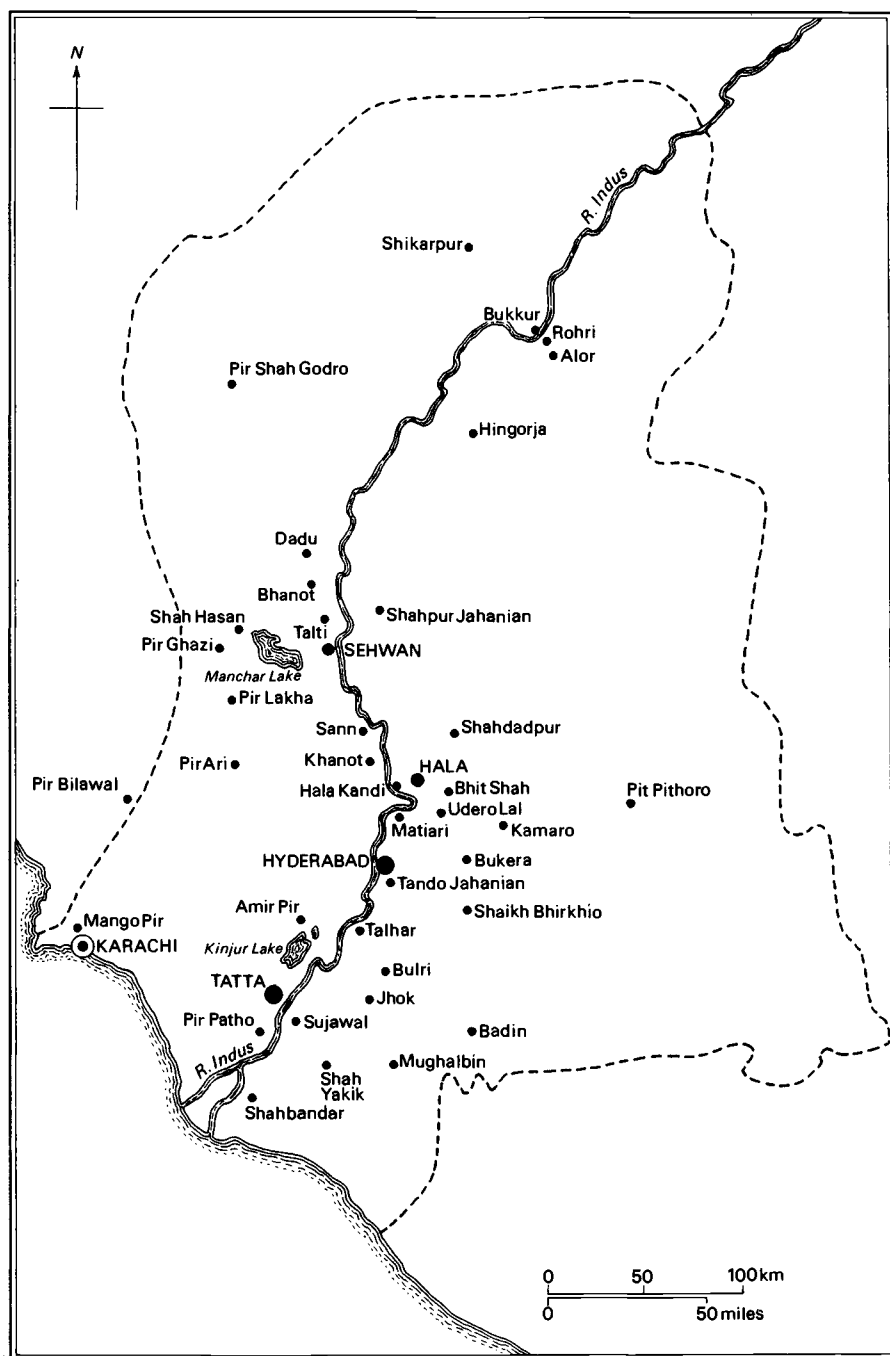 N
R. Indus
Shikarpur
Bukkur
Rohri
Alor
Pir Shah Godro
Hingorja
Dadu
Bhanot
Shahpur Jahanian
Shah Hasan
Talti
Pir Ghazi
SEHWAN
Manchar Lake
Pir Lakha
Sann
Shahdadpur
Khanot
Pir Ari
HALA
Pir Bilawal
Hala Kandi
Bhit Shah
Pit Pithoro
Udero Lal
Matiari
Kamaro
HYDERABAD
Bukera
Tando Jahanian
Amir Pir
Shaikh Bhirkhio
Mango Pir
Talhar
KARACHI
Kinjur Lake
Bulri
TATTA
Jhok
Pir Patho
Sujawal
Badin
R. Indus
Mughalbin
Shah
Yakik
Shahbandar
0 50 100 km
0 50 miles